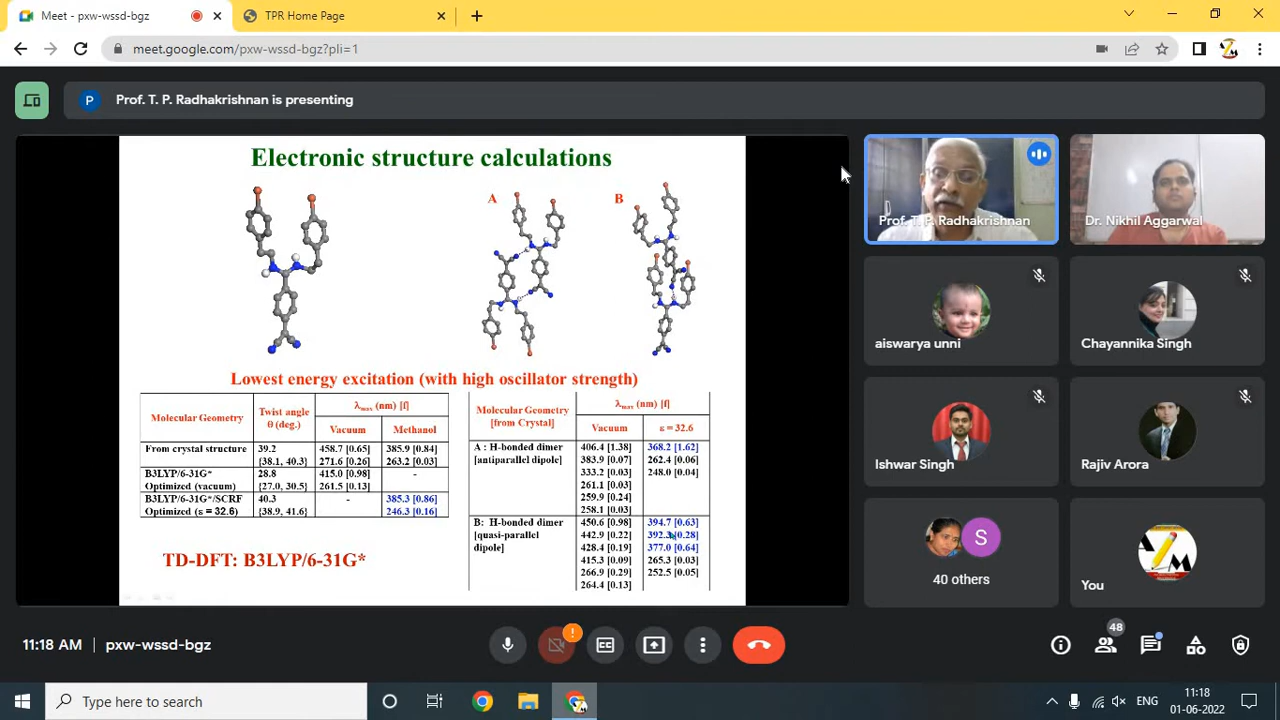 Meet - pxw-wssd-bgz
TPR Home Page
meet.google.com/pxw-wssd-bgz?pli=1
P
Prof. T. P. Radhakrishnan is presenting
Electronic structure calculations
A
B
Lowest energy excitation (with high oscillator strength)
Molecular Geometry Twist angle θ (deg.) λmax (nm) [f]
Vacuum Methanol
From crystal structure 39.2 458.7 [0.65] 385.9 [0.84]
{38.1, 40.3} 271.6 [0.26] 263.2 [0.03]
B3LYP/6-31G* 28.8 415.0 [0.98] -
Optimized (vacuum) {27.0, 30.5} 261.5 [0.13]
B3LYP/6-31G*/SCRF 40.3 - 385.3 [0.86]
Optimized (ε = 32.6) {38.9, 41.6} 246.3 [0.16]
TD-DFT: B3LYP/6-31G*
Molecular Geometry [from Crystal] λmax (nm) [f]
Vacuum ε = 32.6
A : H-bonded dimer 406.4 [1.38] 368.2 [1.62]
[antiparallel dipole] 383.9 [0.07] 262.4 [0.06]
333.2 [0.03] 248.0 [0.04]
261.1 [0.03]
259.9 [0.24]
258.1 [0.03]
B: H-bonded dimer 450.6 [0.98] 394.7 [0.63]
[quasi-parallel 442.9 [0.22] 392.3 [0.28]
dipole] 428.4 [0.19] 377.0 [0.64]
415.3 [0.09] 265.3 [0.03]
266.9 [0.29] 252.5 [0.05]
264.4 [0.13]
Prof. T. P. Radhakrishnan
Dr. Nikhil Aggarwal
aiswarya unni
Chayannika Singh
Ishwar Singh
Rajiv Arora
S
40 others
You
11:18 AM | pxw-wssd-bgz
CC
48
Type here to search
ENG
11:18
01-06-2022